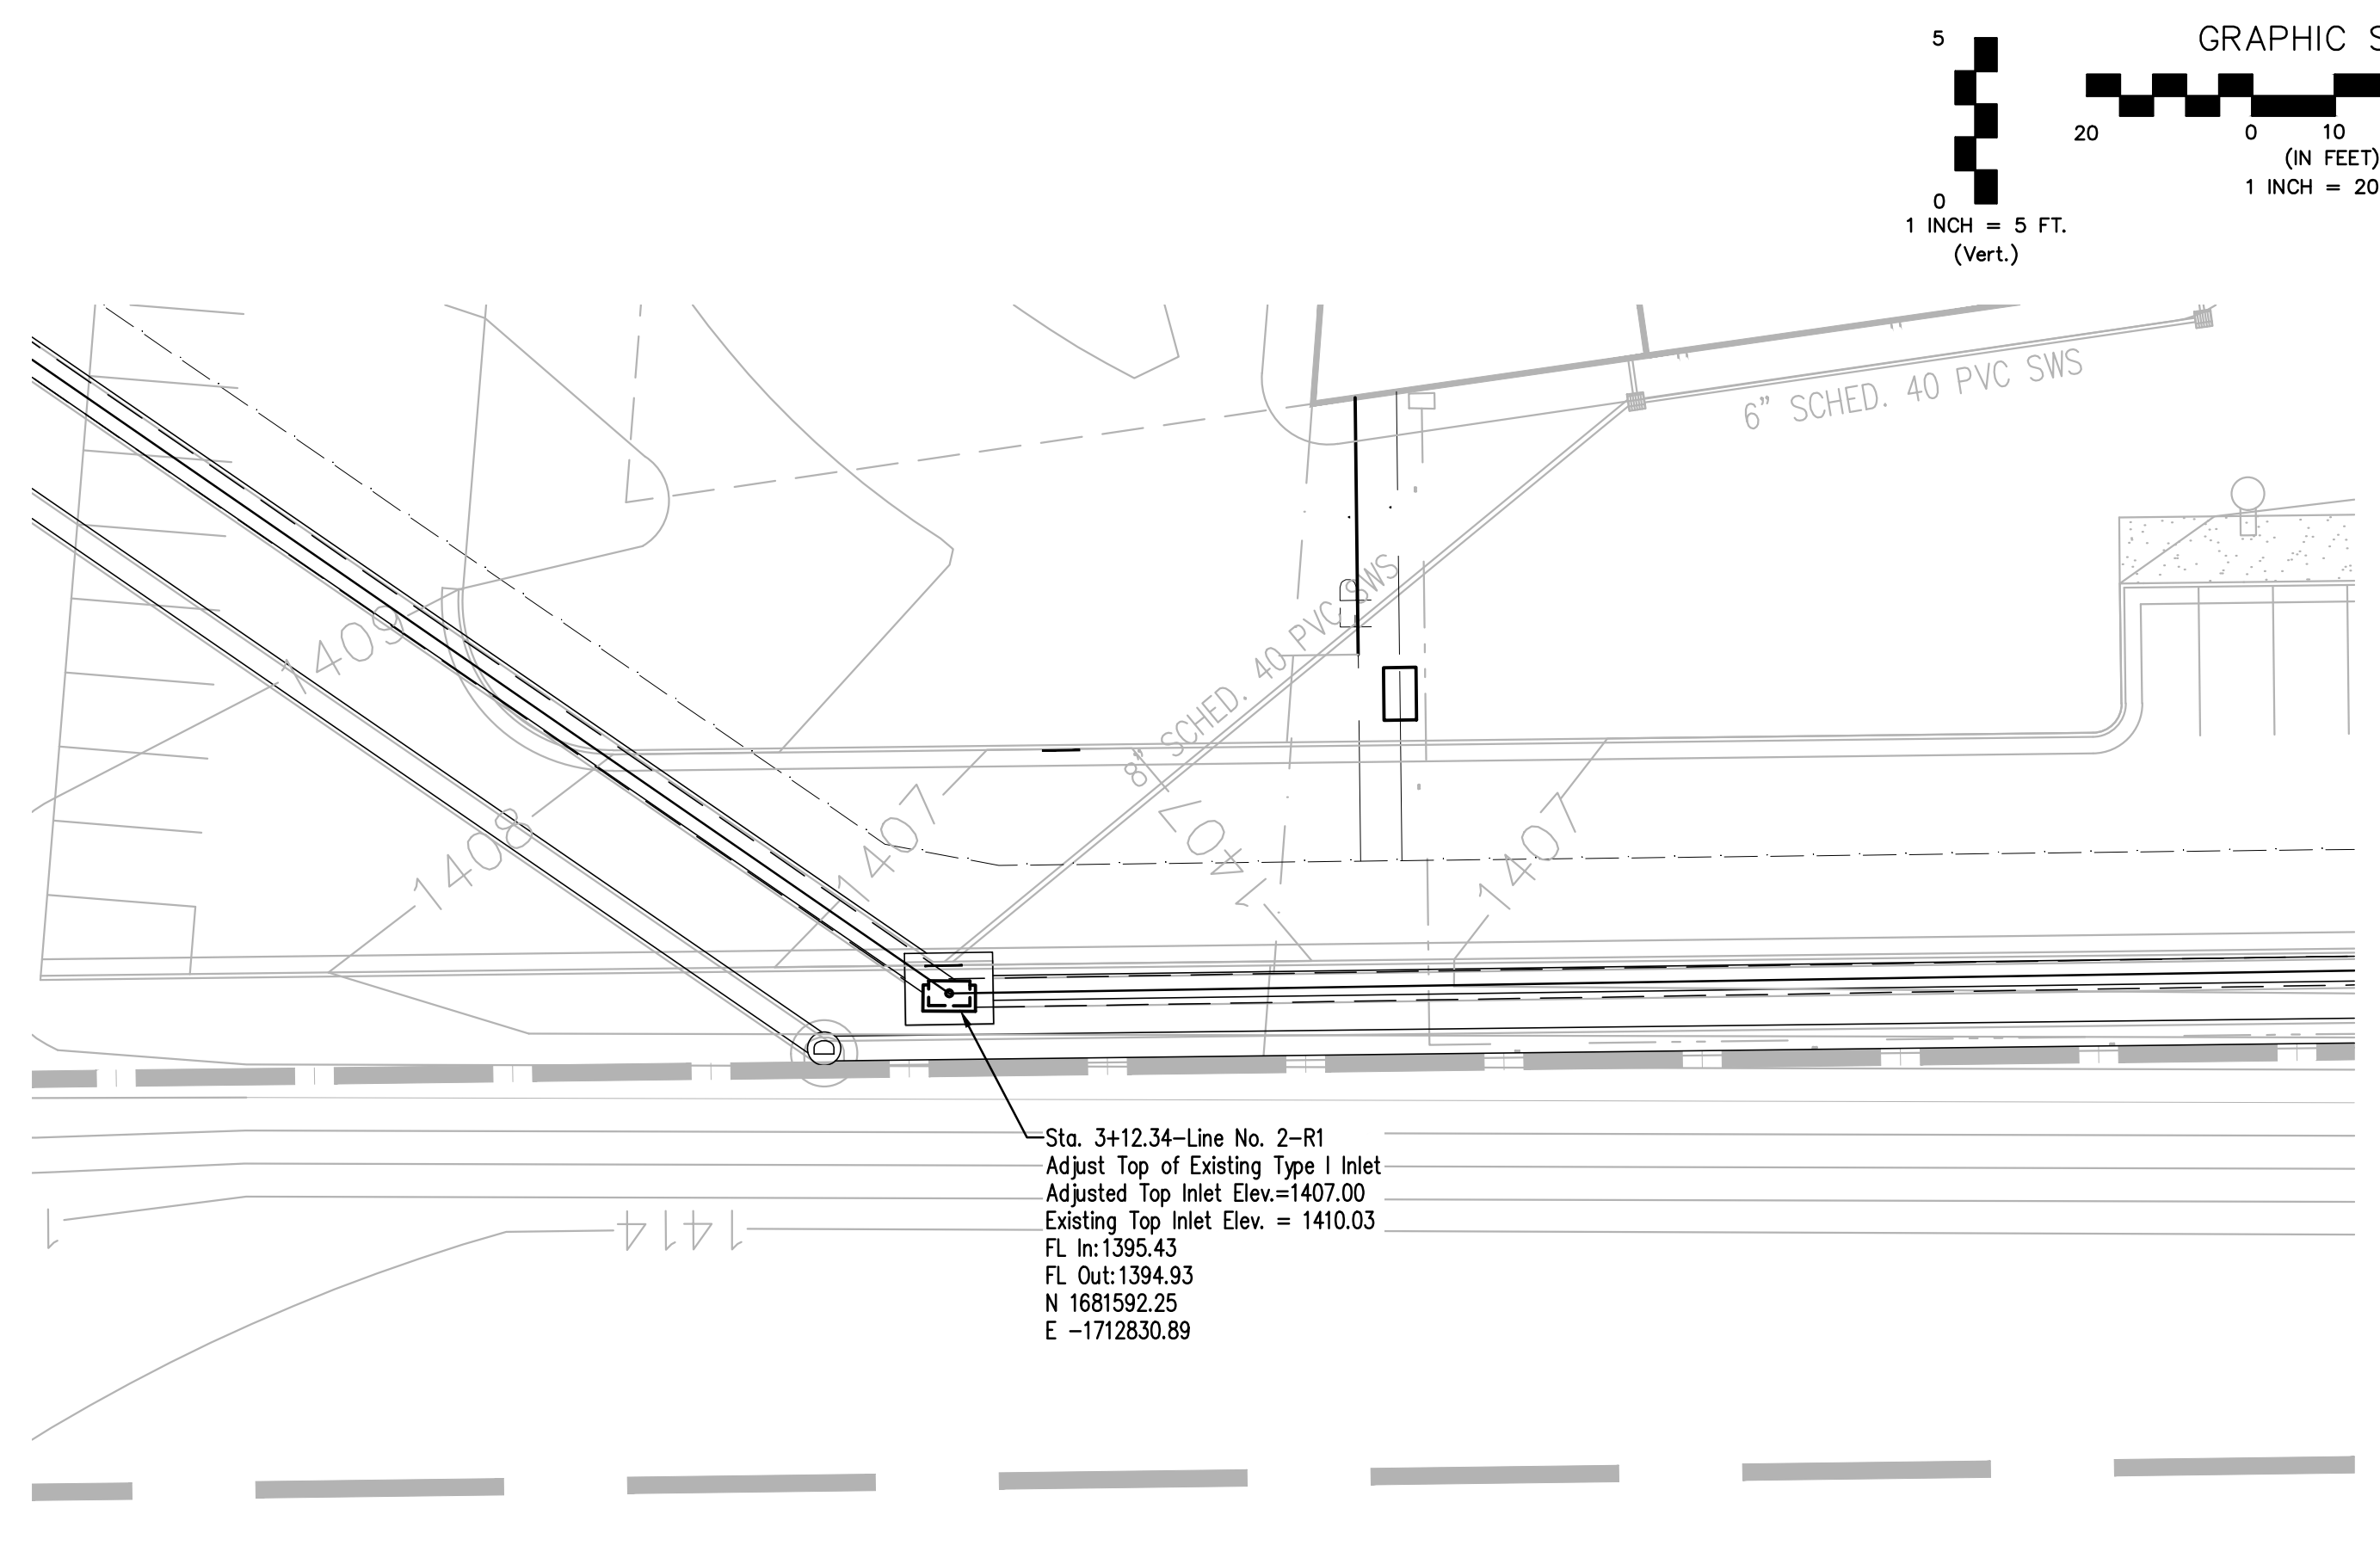 GRAPHIC S
5
0
1 INCH = 5 FT.
(Vert.)
20 0 10
(IN FEET)
1 INCH = 20
6" SCHED. 40 PVC SWS
8" SCHED. 40 PVC SWS
1409
1408
1407
1407
1407
D
Sta. 3+12.34-Line No. 2-R1
Adjust Top of Existing Type I Inlet
Adjusted Top Inlet Elev.=1407.00
Existing Top Inlet Elev. = 1410.03
FL In:1395.43
FL Out:1394.93
N 1681592.25
E -1712830.89
1414
1